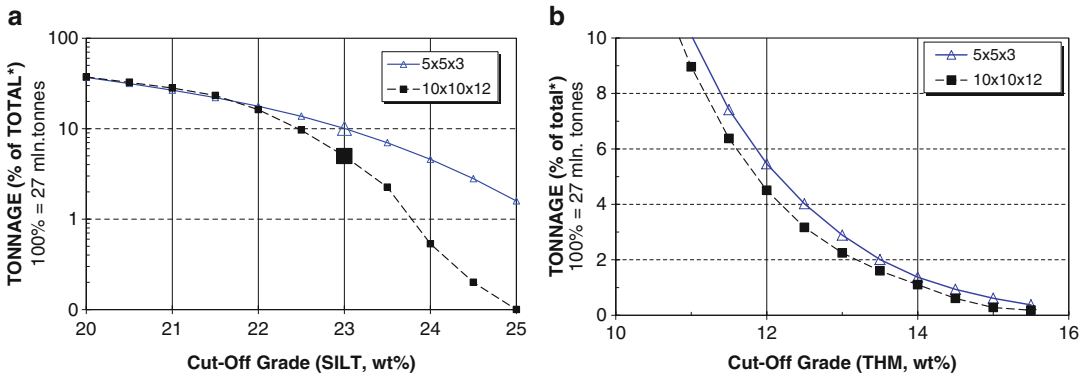 a
TONNAGE (% of TOTAL*)
100% = 27 mln. tonnes
100
10
1
0
5x5x3
10x10x12
20 21 22 23 24 25
Cut-Off Grade (SILT, wt%)
b
TONNAGE (% of total*)
100% = 27 mln. tonnes
10
8
6
4
2
0
5x5x3
10x10x12
10 12 14 16
Cut-Off Grade (THM, wt%)